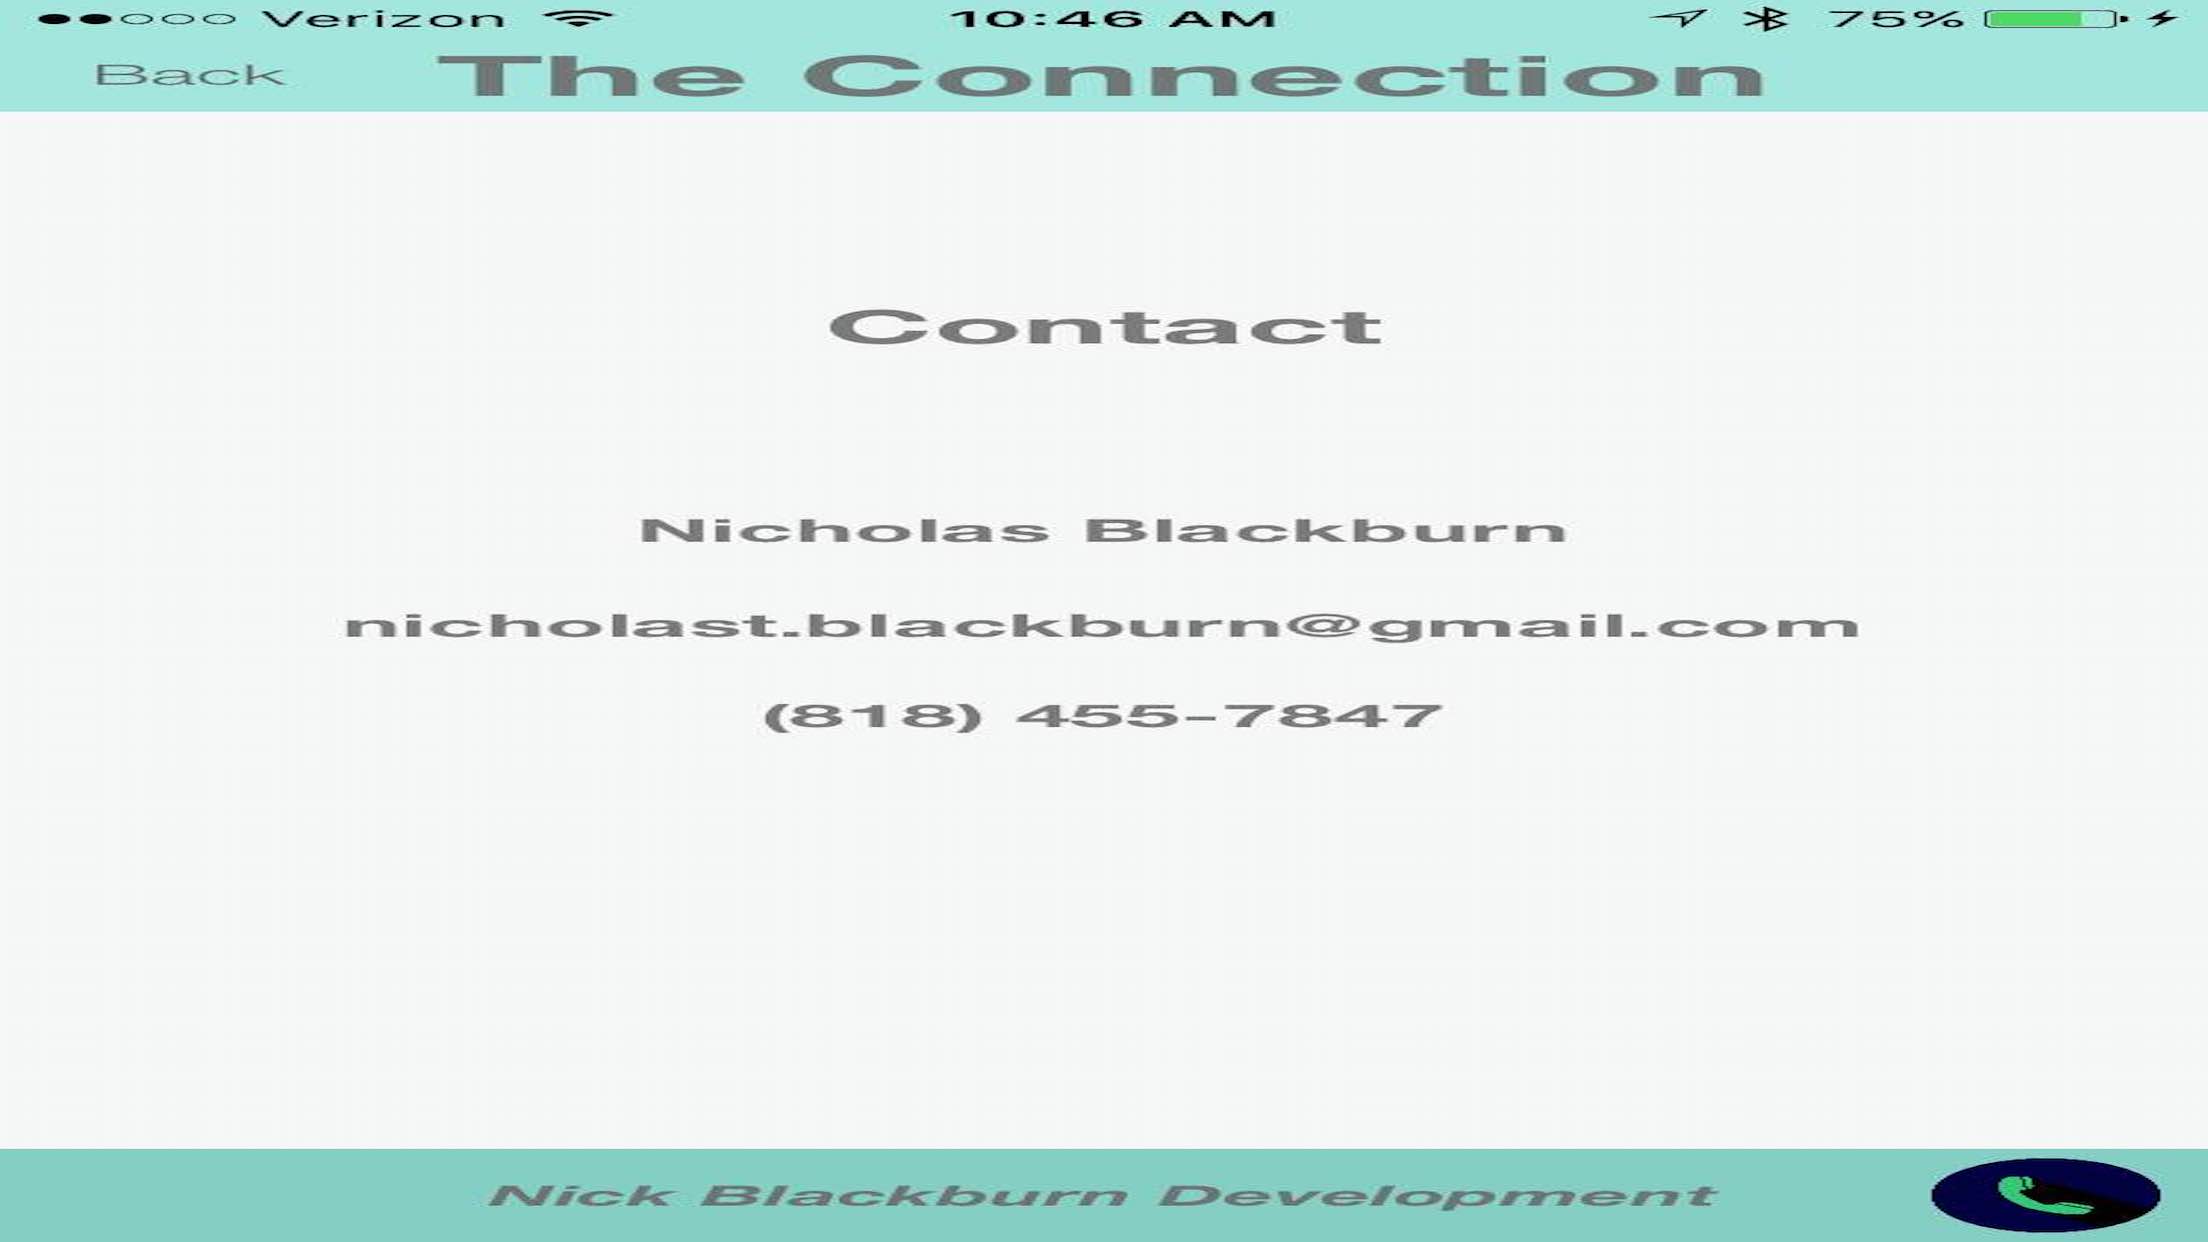 Verizon 10:46 AM 75%
Back The Connection
Contact
Nicholas Blackburn
nicholast.blackburn@gmail.com
(818) 455-7847
Nick Blackburn Development